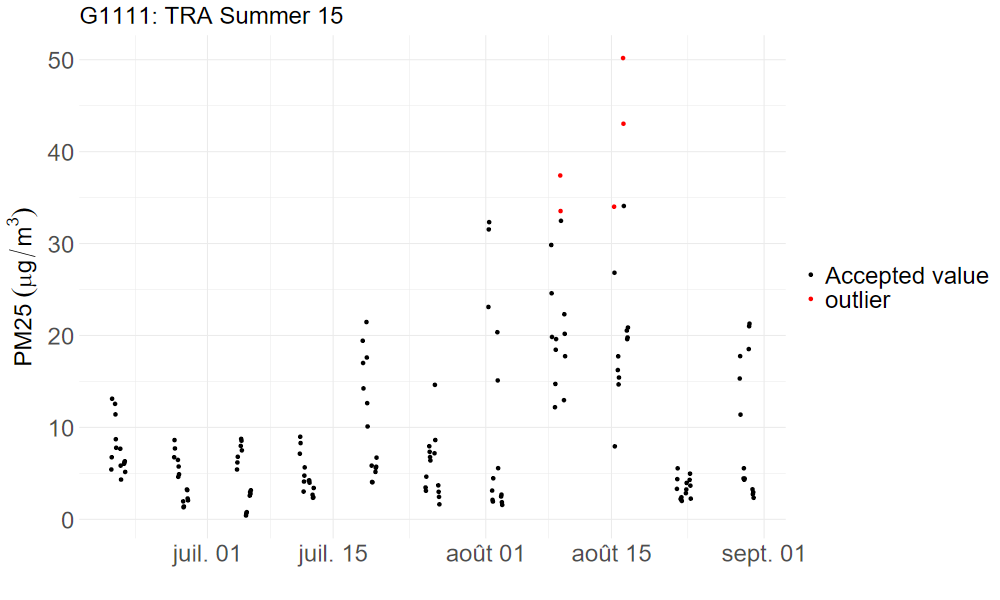 G1111: TRA Summer 15
PM25 (μg/m³)
50
40
30
20
10
0
juil. 01
juil. 15
août 01
août 15
sept. 01
Accepted value
outlier